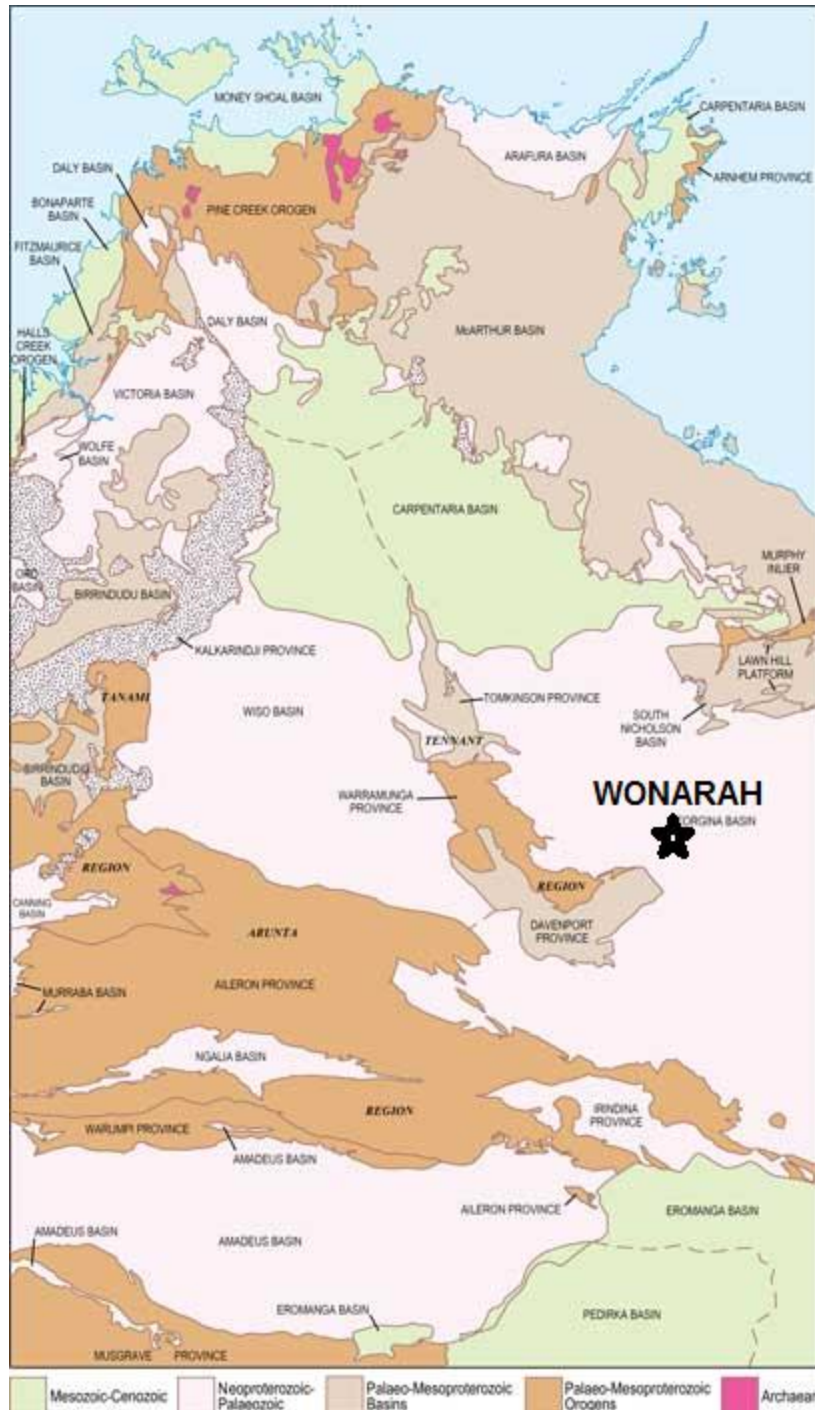 MONEY SHOAL BASIN
CARPENTARIA BASIN
DALY BASIN
ARAFURA BASIN
ARNHEM PROVINCE
BONAPARTE
BASIN
PINE CREEK OROGEN
FITZMAURICE
BASIN
HALLS
CREEK
OROGEN
DALY BASIN
McARTHUR BASIN
VICTORIA BASIN
WOLFE
BASIN
CARPENTARIA BASIN
MURPHY
INLIER
ORD
BASIN
BIRRINDUDU BASIN
KALKARINDJI PROVINCE
LAWN HILL
PLATFORM
TANAMI
TOMKINSON PROVINCE
WISO BASIN
SOUTH
NICHOLSON
BASIN
TENNANT
BIRRINDUDU
BASIN
WARRAMUNGA
PROVINCE
WONARAH
EORGINA BASIN
REGION
REGION
CANNING
BASIN
DAVENPORT
PROVINCE
ARUNTA
AILERON PROVINCE
MURRABA BASIN
NGALIA BASIN
REGION
IRINDINA
PROVINCE
WARUMPI PROVINCE
AMADEUS BASIN
AILERON PROVINCE
EROMANGA BASIN
AMADEUS BASIN
AMADEUS BASIN
EROMANGA BASIN
PEDIRKA BASIN
MUSGRAVE PROVINCE
Mesozoic-Cenozoic
Neoproterozoic-
Palaeozoic
Palaeo-Mesoproterozoic
Basins
Palaeo-Mesoproterozoic
Orogens
Archaean